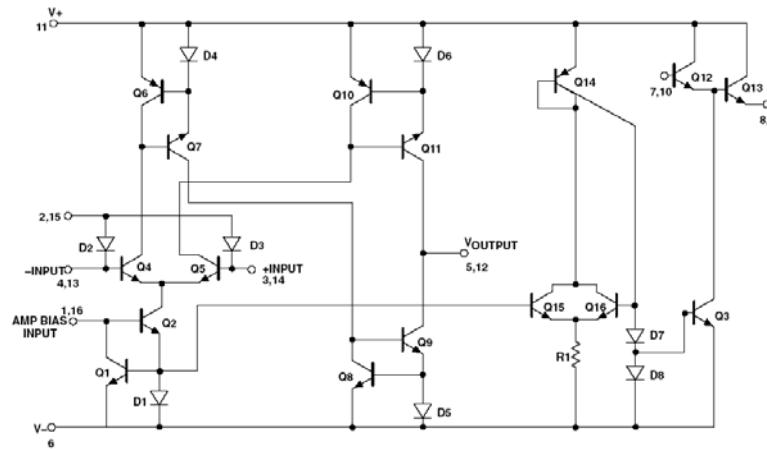 V+
11
D4
D6
Q6
Q10
Q14
Q12
Q13
7,10
8,
Q7
Q11
2,15
D2
D3
VOUTPUT
5,12
–INPUT
4,13
Q4
Q5
+INPUT
3,14
1,16
AMP BIAS
INPUT
Q2
Q15
Q16
Q3
Q9
D7
R1
Q1
Q8
D8
D1
D5
V–
6